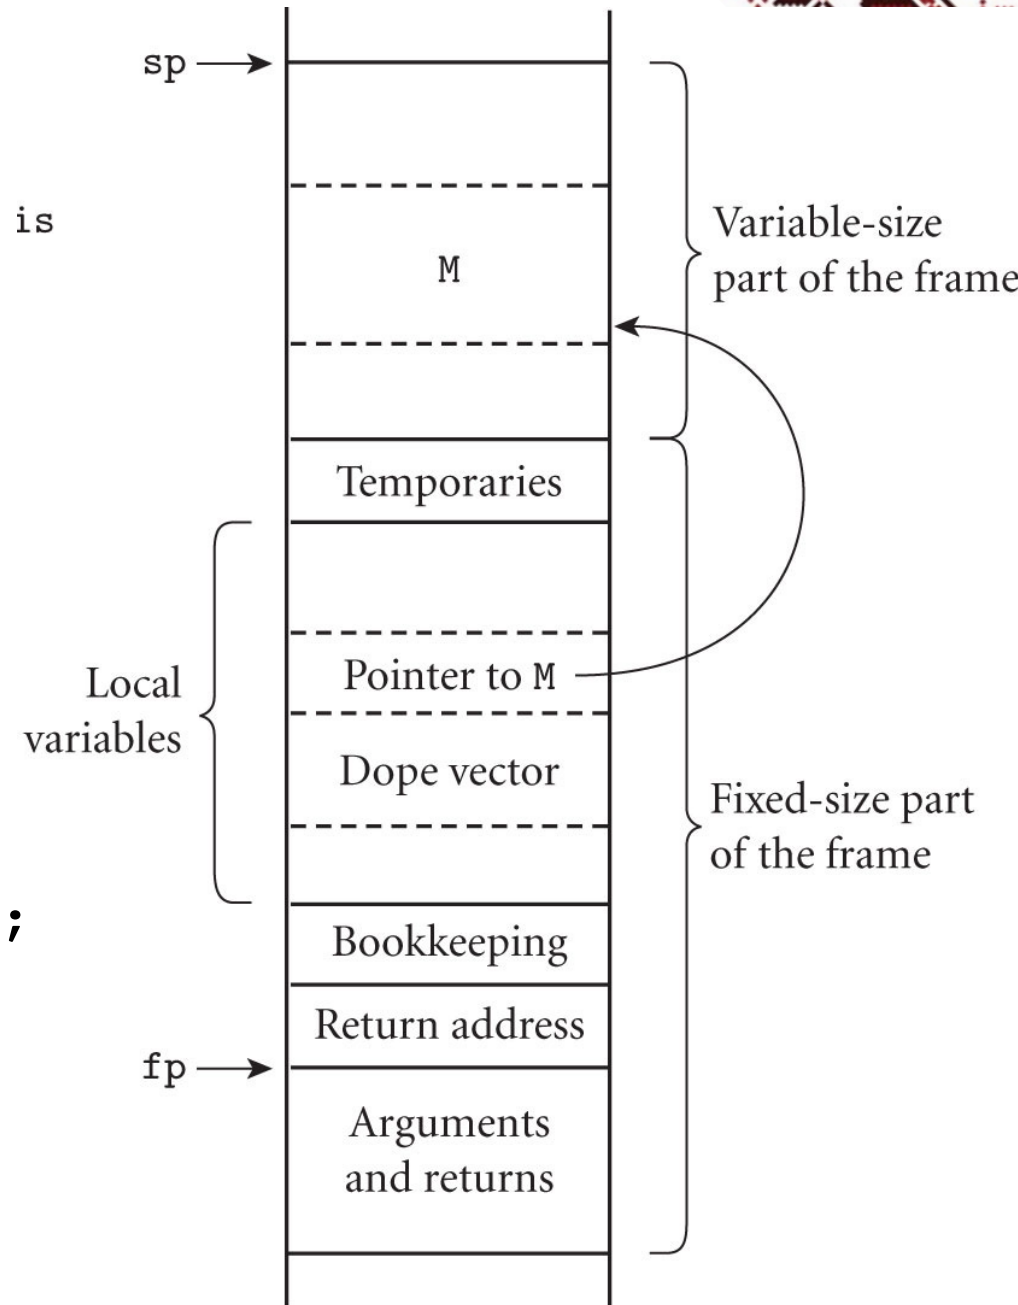 sp
is
Variable-size
part of the frame
M
Temporaries
Pointer to M
Local
variables
Dope vector
Fixed-size part
of the frame
;
Bookkeeping
Return address
fp
Arguments
and returns